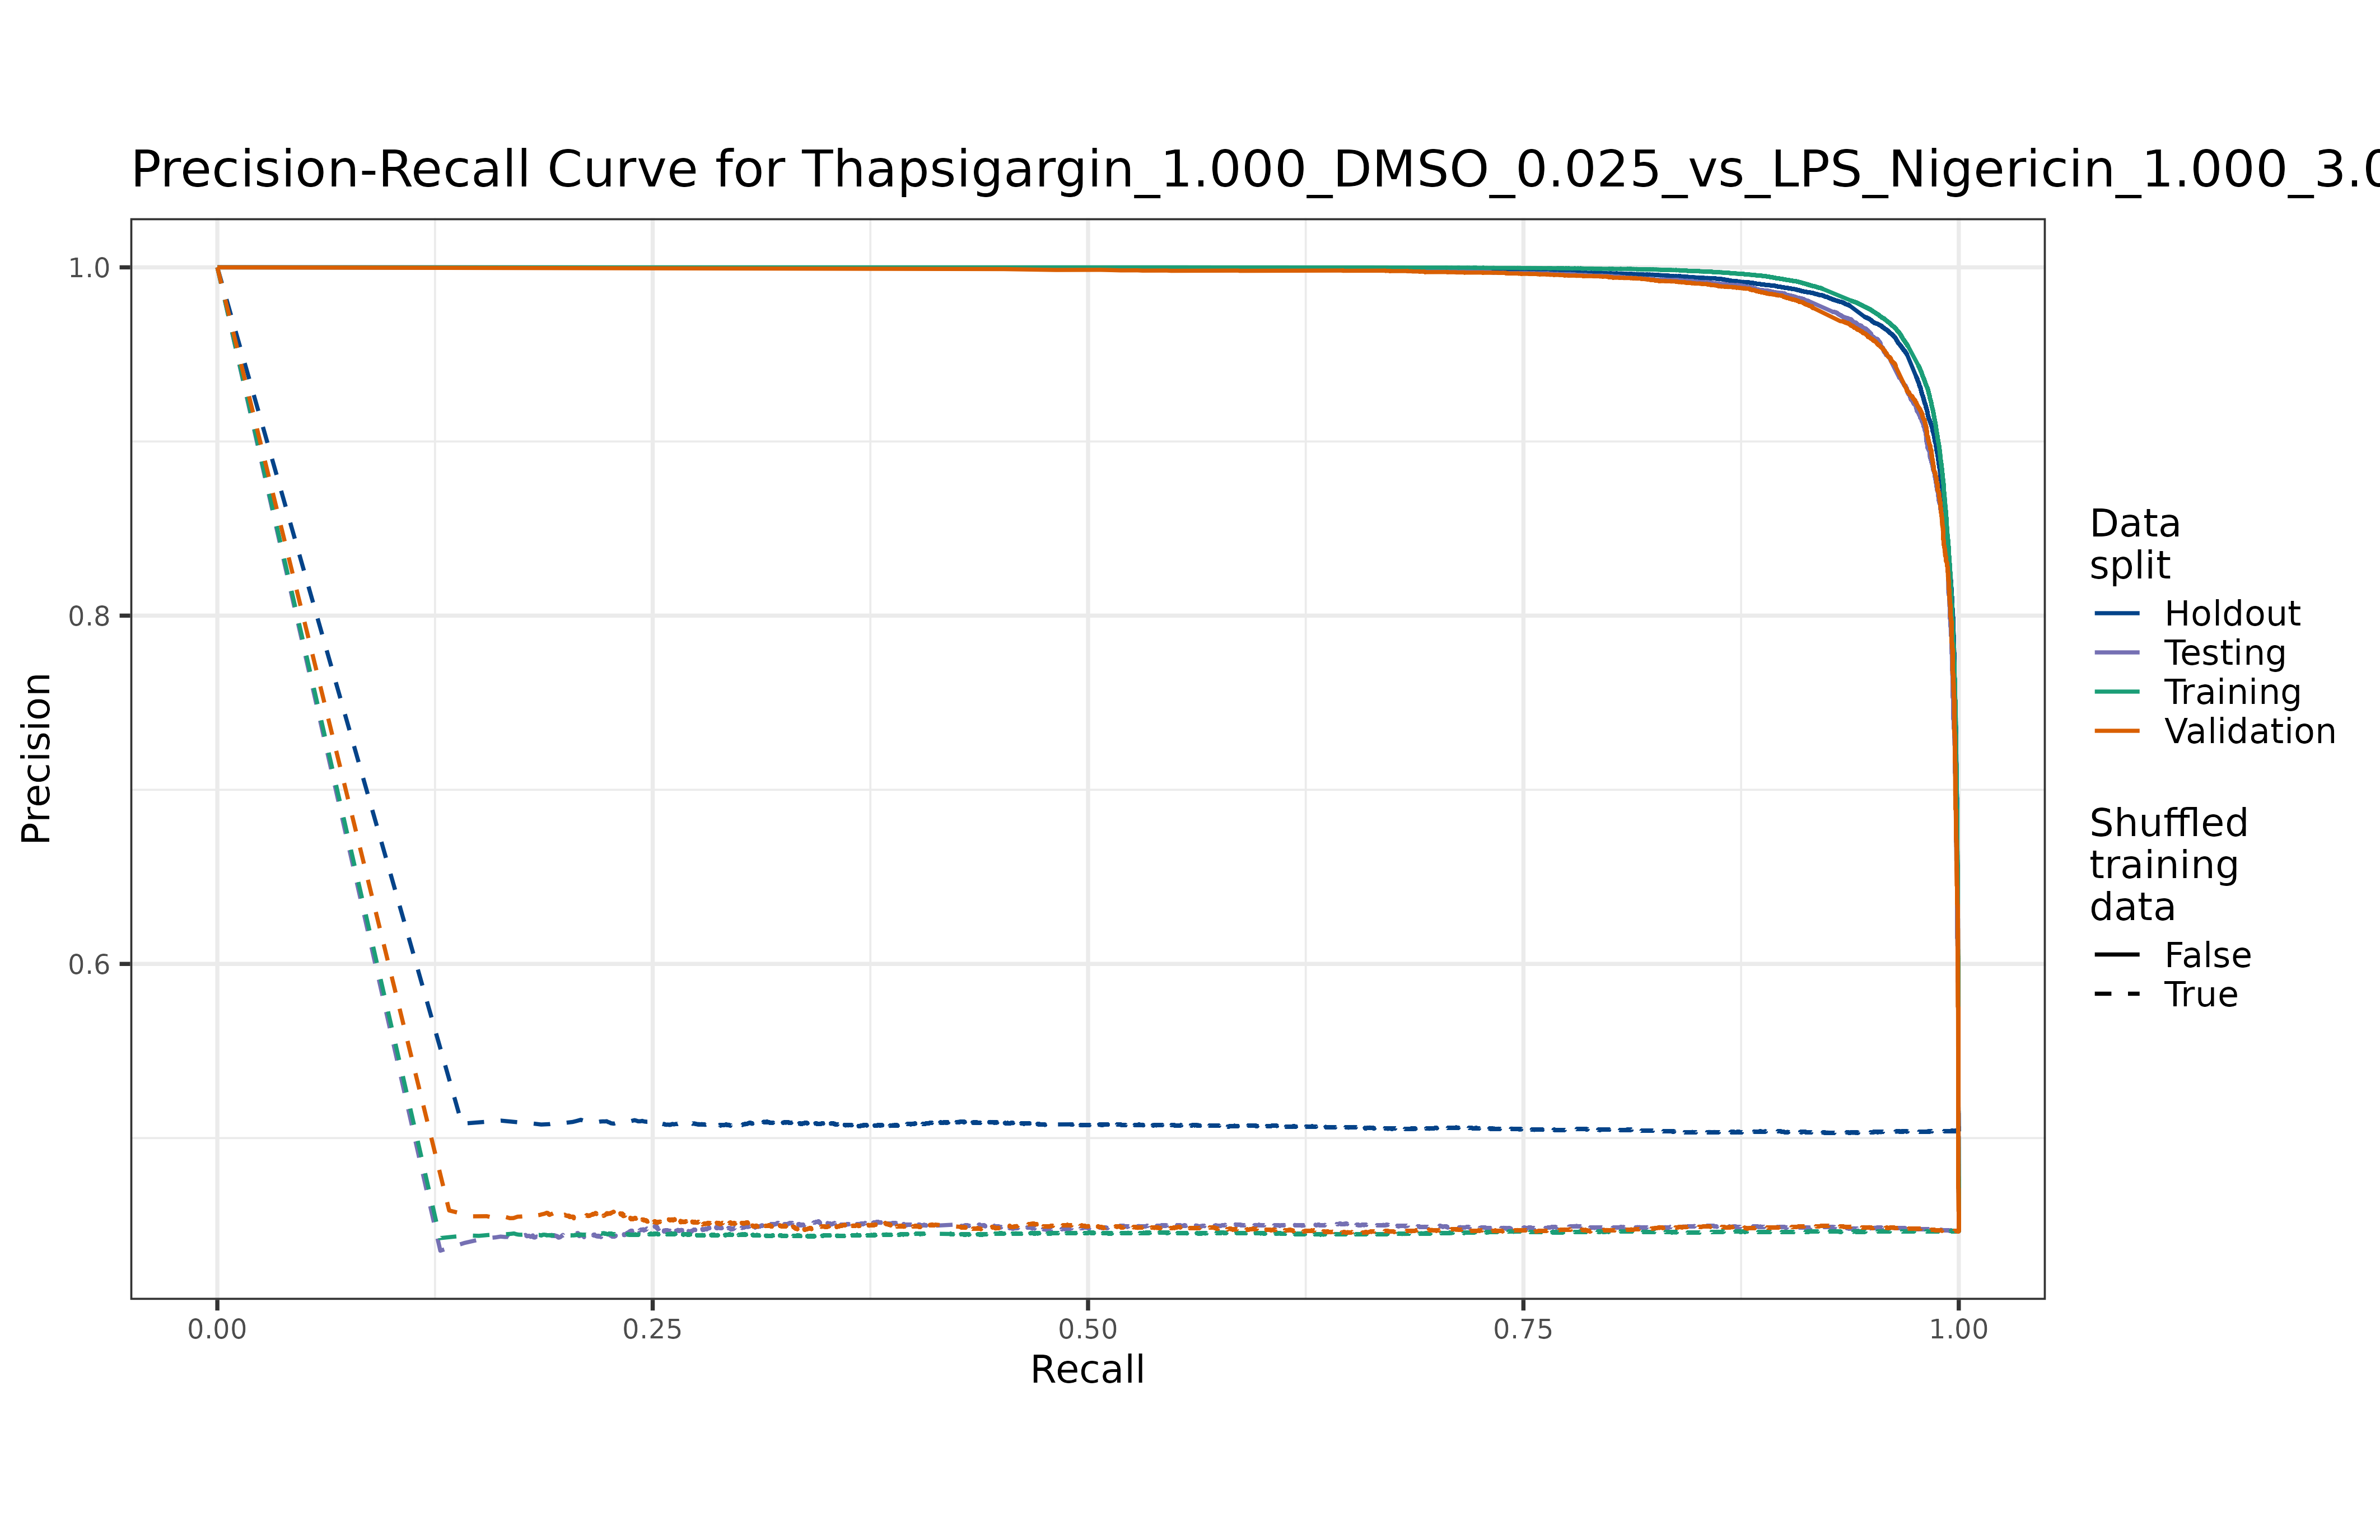 Precision-Recall Curve for Thapsigargin_1.000_DMSO_0.025_vs_LPS_Nigericin_1.000_3.0
1.0
0.8
0.6
Precision
0.00 0.25 0.50 0.75 1.00
Recall
Data
split
Holdout
Testing
Training
Validation
Shuffled
training
data
False
True